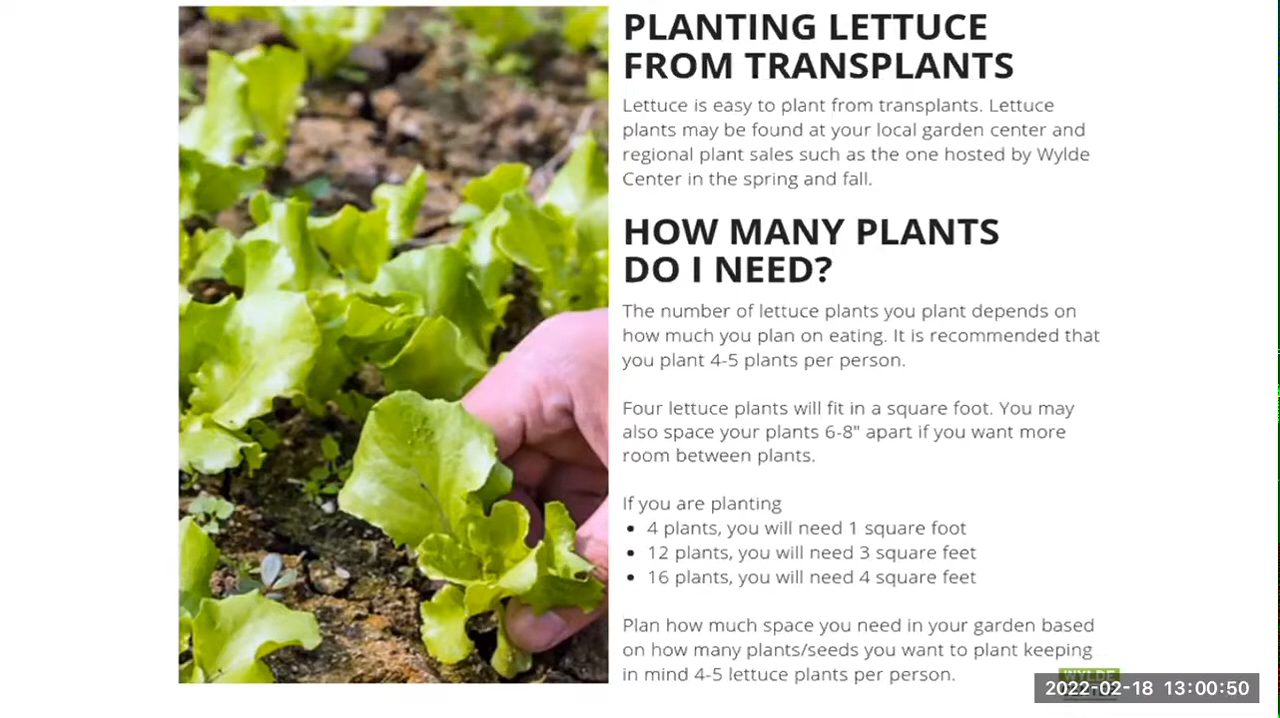 PLANTING LETTUCE
FROM TRANSPLANTS
Lettuce is easy to plant from transplants. Lettuce
plants may be found at your local garden center and
regional plant sales such as the one hosted by Wylde
Center in the spring and fall.
HOW MANY PLANTS
DO I NEED?
The number of lettuce plants you plant depends on
how much you plan on eating. It is recommended that
you plant 4-5 plants per person.
Four lettuce plants will fit in a square foot. You may
also space your plants 6-8" apart if you want more
room between plants.
If you are planting
• 4 plants, you will need 1 square foot
• 12 plants, you will need 3 square feet
• 16 plants, you will need 4 square feet
Plan how much space you need in your garden based
on how many plants/seeds you want to plant keeping
in mind 4-5 lettuce plants per person.
WYLDE
2022-02-18 13:00:50